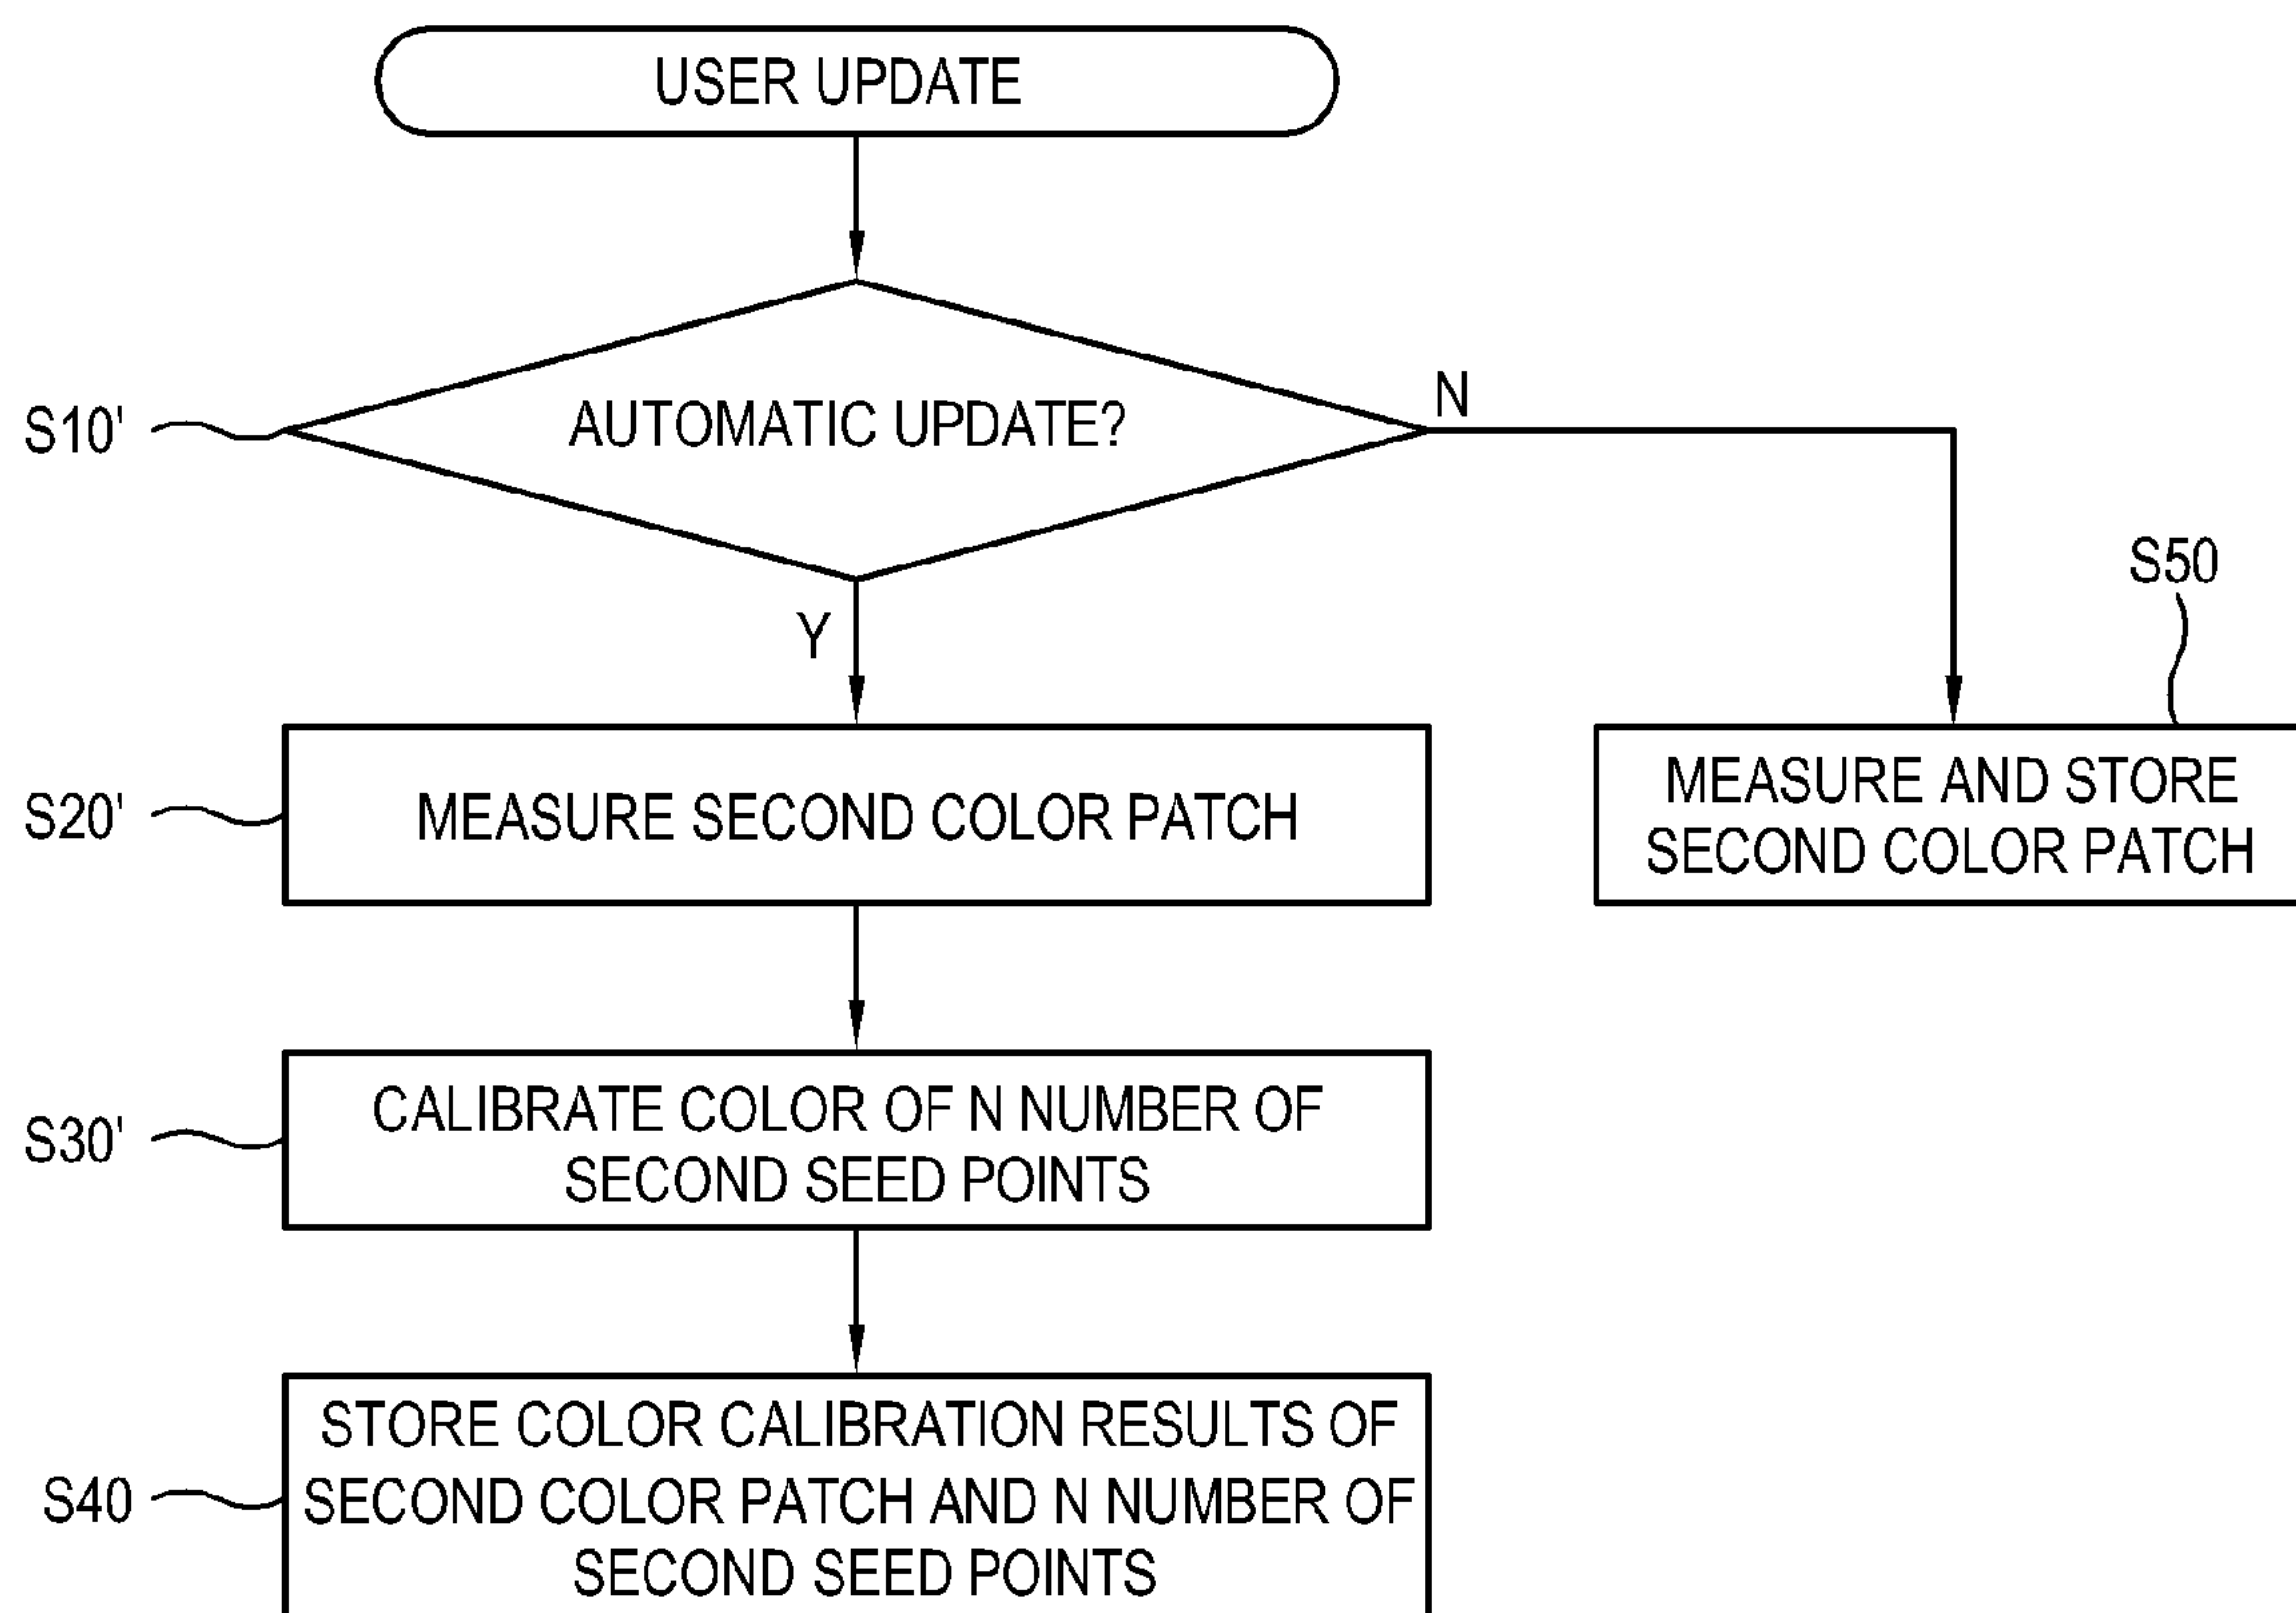 USER UPDATE
S10'
AUTOMATIC UPDATE?
N
Y
S50
S20'
MEASURE SECOND COLOR PATCH
MEASURE AND STORE
SECOND COLOR PATCH
S30'
CALIBRATE COLOR OF N NUMBER OF
SECOND SEED POINTS
S40
STORE COLOR CALIBRATION RESULTS OF
SECOND COLOR PATCH AND N NUMBER OF
SECOND SEED POINTS